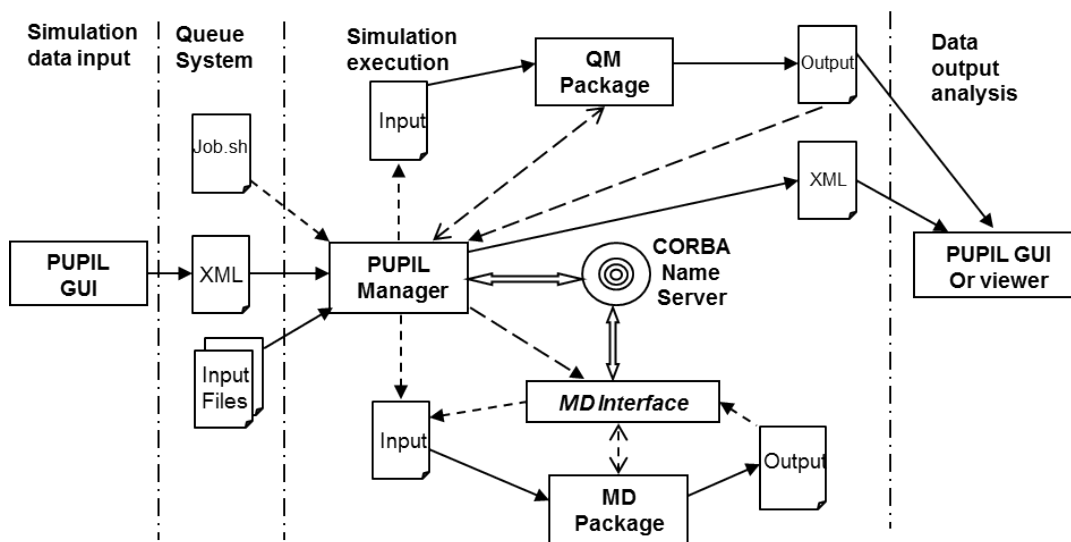 Simulation
data input
Queue
System
Simulation
execution
Data
output
analysis
QM
Package
Output
Input
Job.sh
XML
PUPIL
GUI
XML
PUPIL
Manager
CORBA
Name
Server
PUPIL GUI
Or viewer
Input
Files
MD Interface
Input
Output
MD
Package